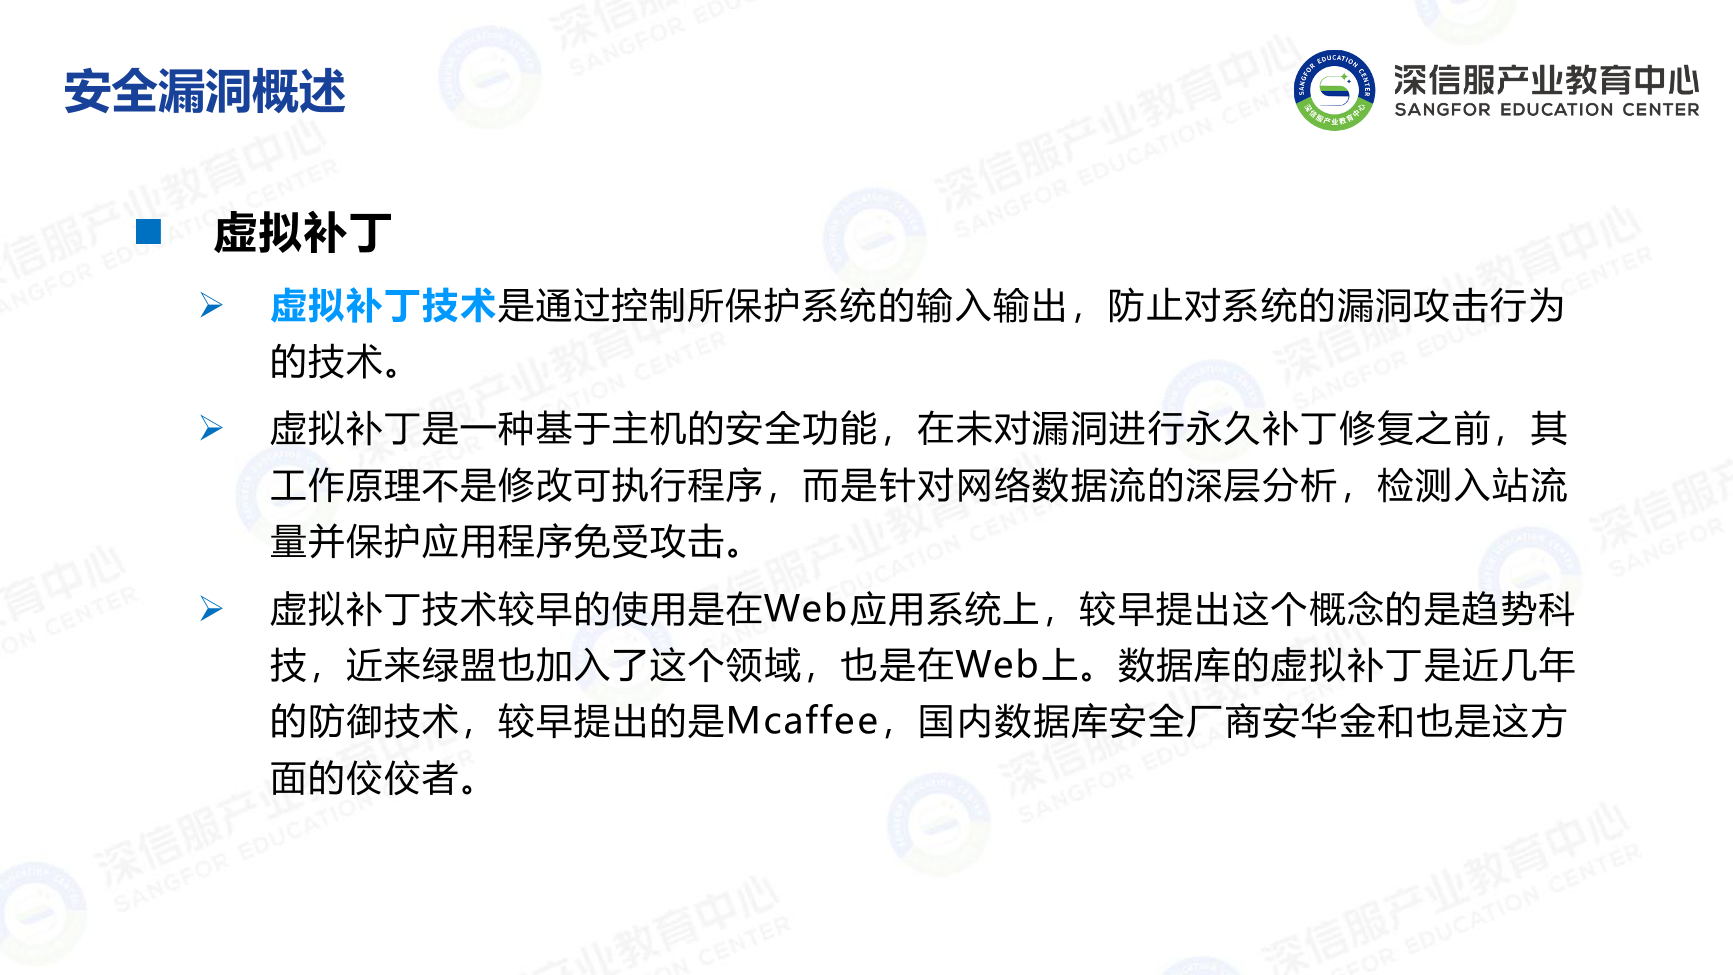 安全漏洞概述
深信服产业教育中心
SANGFOR EDUCATION CENTER
虚拟补丁
虚拟补丁技术是通过控制所保护系统的输入输出，防止对系统的漏洞攻击行为
的技术。
虚拟补丁是一种基于主机的安全功能，在未对漏洞进行永久补丁修复之前，其
工作原理不是修改可执行程序，而是针对网络数据流的深层分析，检测入站流
量并保护应用程序免受攻击。
虚拟补丁技术较早的使用是在Web应用系统上，较早提出这个概念的是趋势科
技，近来绿盟也加入了这个领域，也是在Web上。数据库的虚拟补丁是近几年
的防御技术，较早提出的是Mcaffee，国内数据库安全厂商安华金和也是这方
面的佼佼者。